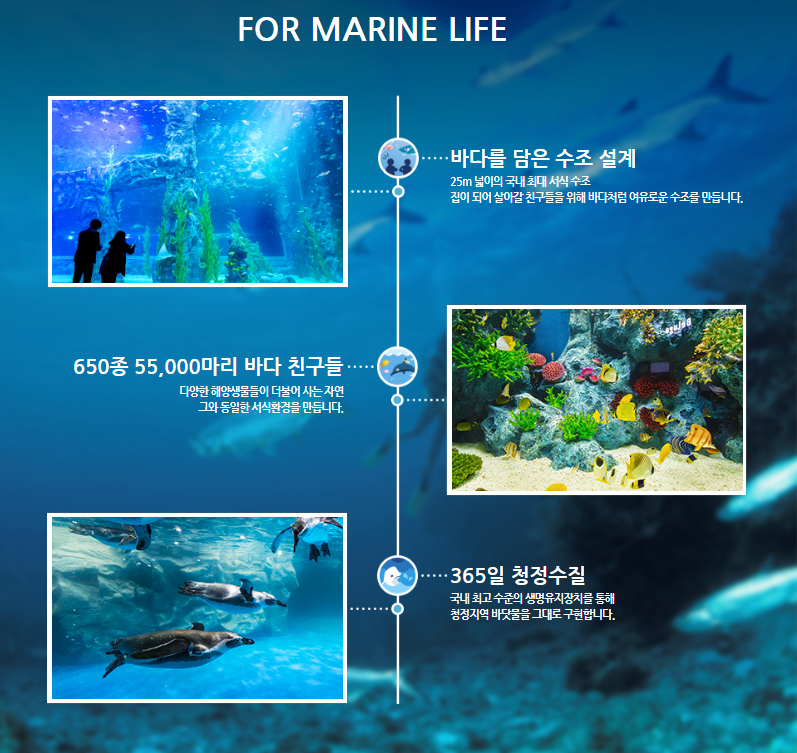 FOR MARINE LIFE
바다를 담은 수조 설계
25m 넓이의 국내 최대 서식 수조
집이 되어 살아갈 친구들을 위해 바다처럼 여유로운 수조를 만듭니다.
650종 55,000마리 바다 친구들
다양한 해양생물들이 더불어 사는 자연
그와 동일한 서식환경을 만듭니다.
365일 청정수질
국내 최고 수준의 생명유지장치를 통해
청정지역 바닷물을 그대로 구현합니다.